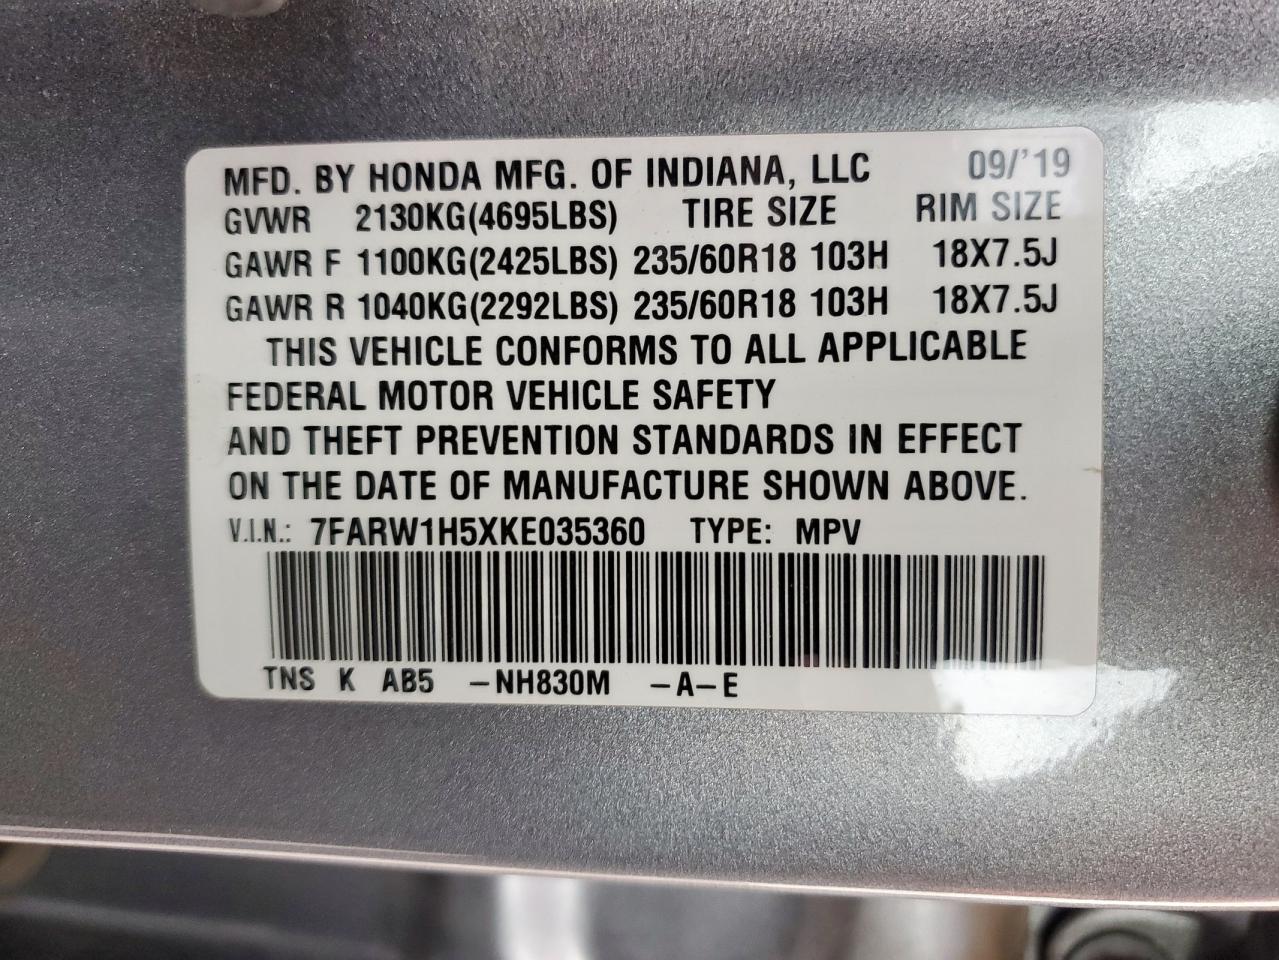 MFD. BY HONDA MFG. OF INDIANA, LLC 09/'19
GVWR 2130KG(4695LBS) TIRE SIZE RIM SIZE
GAWR F 1100KG(2425LBS) 235/60R18 103H 18X7.5J
GAWR R 1040KG(2292LBS) 235/60R18 103H 18X7.5J
THIS VEHICLE CONFORMS TO ALL APPLICABLE
FEDERAL MOTOR VEHICLE SAFETY
AND THEFT PREVENTION STANDARDS IN EFFECT
ON THE DATE OF MANUFACTURE SHOWN ABOVE.
V.I.N.: 7FARW1H5XKE035360 TYPE: MPV
TNS K AB5 -NH830M -A-E